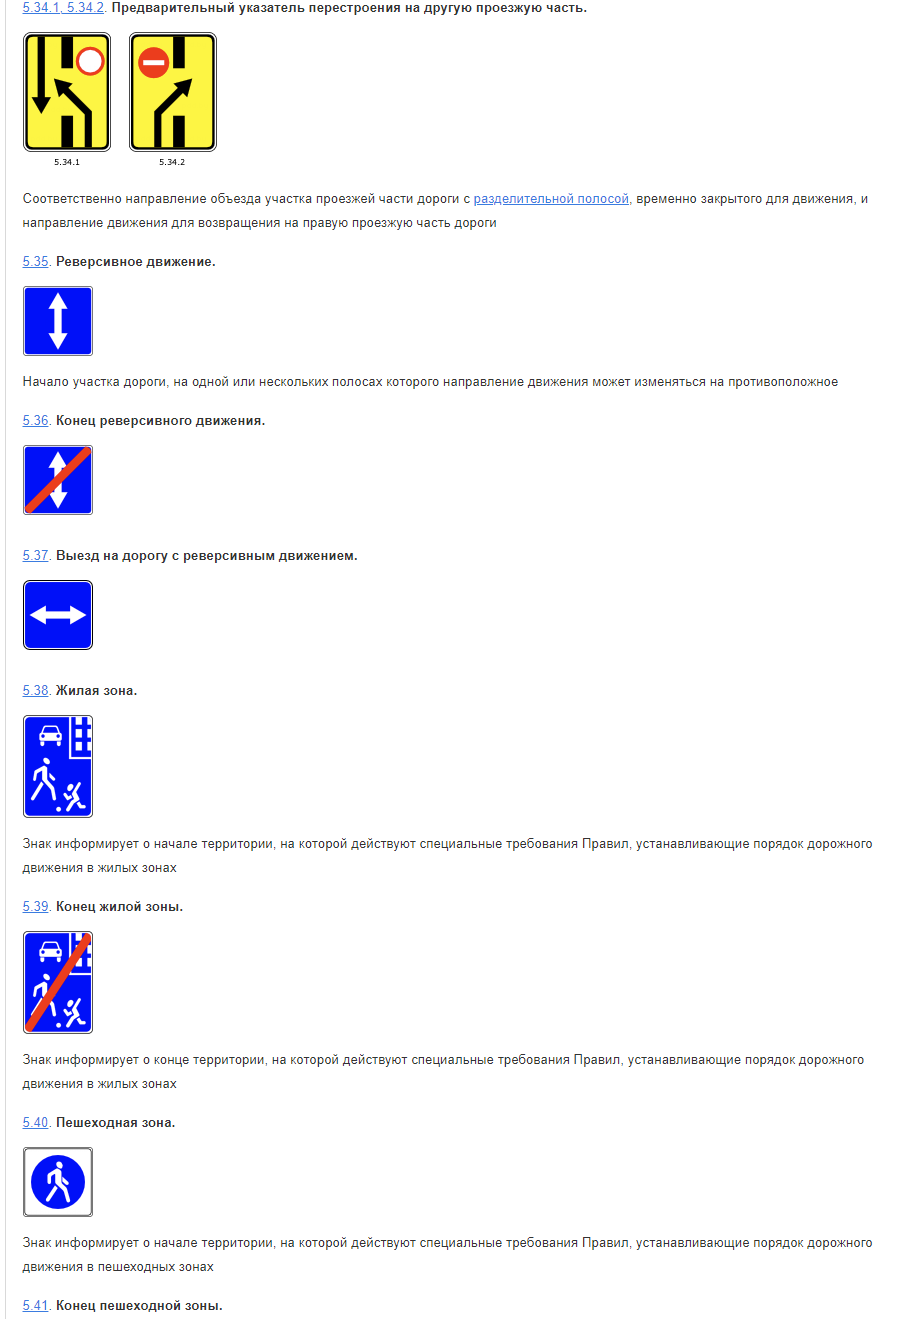 5.34.1, 5.34.2. Предварительный указатель перестроения на другую проезжую часть.
5.34.1
5.34.2
Соответственно направление объезда участка проезжей части дороги с разделительной полосой, временно закрытого для движения, и
направление движения для возвращения на правую проезжую часть дороги
5.35. Реверсивное движение.
Начало участка дороги, на одной или нескольких полосах которого направление движения может изменяться на противоположное
5.36. Конец реверсивного движения.
5.37. Выезд на дорогу с реверсивным движением.
5.38. Жилая зона.
Знак информирует о начале территории, на которой действуют специальные требования Правил, устанавливающие порядок дорожного
движения в жилых зонах
5.39. Конец жилой зоны.
Знак информирует о конце территории, на которой действуют специальные требования Правил, устанавливающие порядок дорожного
движения в жилых зонах
5.40. Пешеходная зона.
Знак информирует о начале территории, на которой действуют специальные требования Правил, устанавливающие порядок дорожного
движения в пешеходных зонах
5.41. Конец пешеходной зоны.